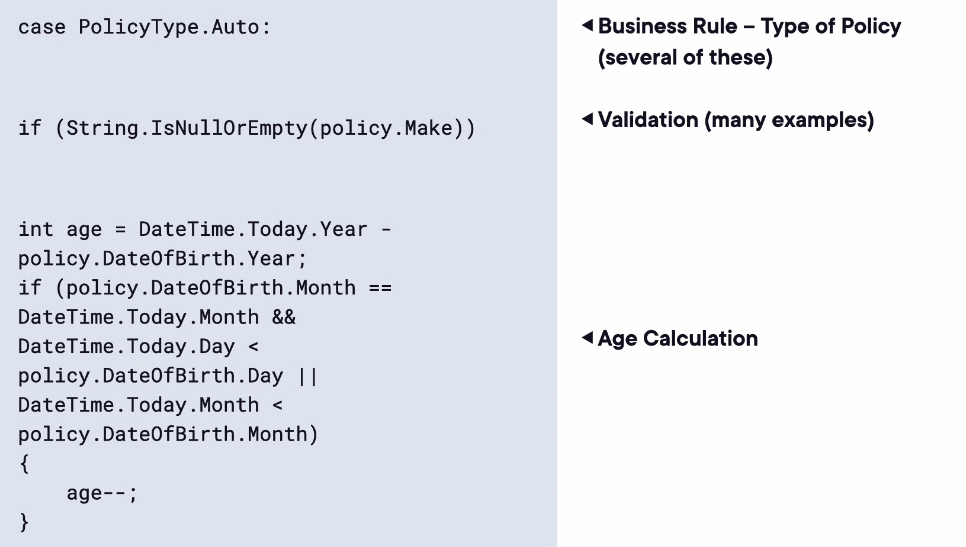 case PolicyType.Auto:
◄Business Rule – Type of Policy
(several of these)
if (String.IsNullOrEmpty(policy.Make))
◄Validation (many examples)
int age = DateTime.Today.Year -
policy.DateOfBirth.Year;
if (policy.DateOfBirth.Month ==
DateTime.Today.Month &&
DateTime.Today.Day <
policy.DateOfBirth.Day ||
DateTime.Today.Month <
policy.DateOfBirth.Month)
{
    age--;
}
◄Age Calculation